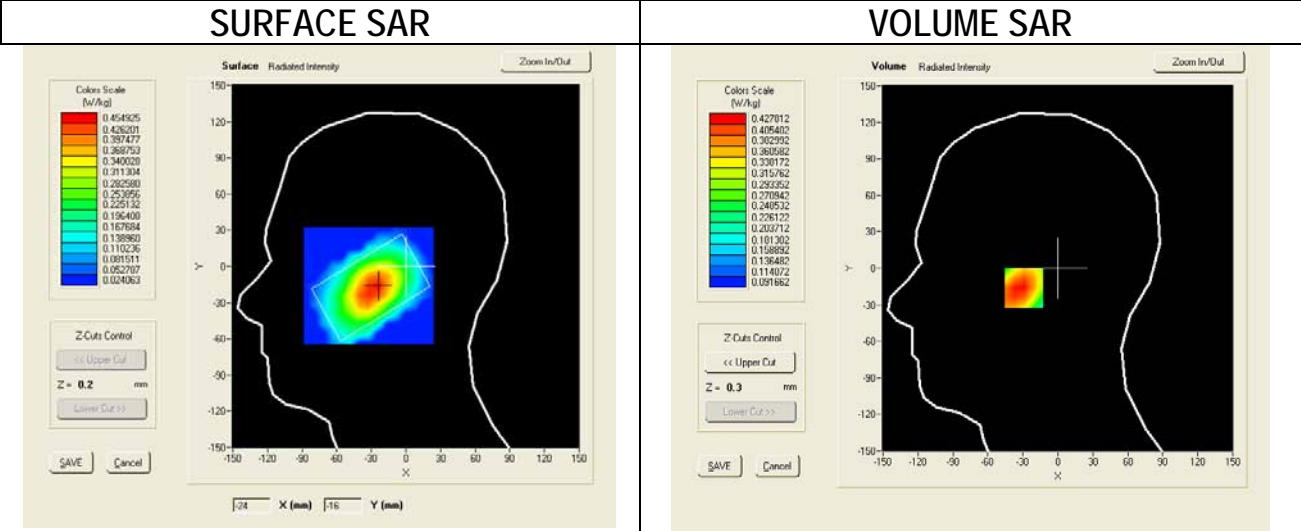 SURFACE SAR
VOLUME SAR
Surface Radiated Intensity
Zoom In/Out
Colors Scale
(W/kg)
0.454925
0.426201
0.397477
0.368753
0.340028
0.311304
0.282580
0.253856
0.225132
0.196408
0.167684
0.138960
0.110236
0.081511
0.052787
0.024063
150
120
90
60
30
0
-30
-60
-90
-120
-150
Y
-150 -120 -90 -60 -30 0 30 60 90 120 150
X
Z-Cuts Control
<< Upper Cut
Z = 0.2 mm
Lower Cut >>
SAVE Cancel
-24 X (mm) -16 Y (mm)
Volume Radiated Intensity
Zoom In/Out
Colors Scale
(W/kg)
0.427812
0.405402
0.382992
0.360582
0.338172
0.315762
0.293352
0.270942
0.248532
0.226122
0.203712
0.181302
0.158892
0.136482
0.114072
0.091662
150
120
90
60
30
0
-30
-60
-90
-120
-150
Y
-150 -120 -90 -60 -30 0 30 60 90 120 150
X
Z-Cuts Control
<< Upper Cut
Z = 0.3 mm
Lower Cut >>
SAVE Cancel